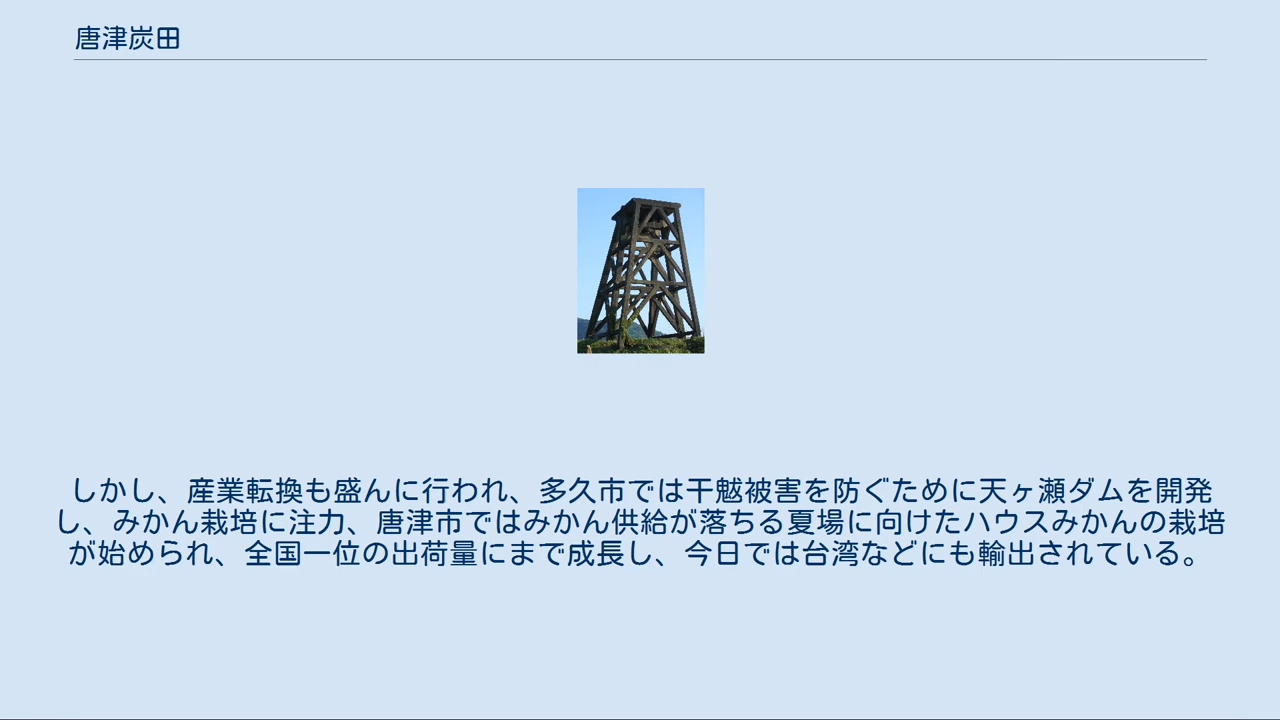 唐津炭田
しかし、産業転換も盛んに行われ、多久市では干魃被害を防ぐために天ヶ瀬ダムを開発
し、みかん栽培に注力、唐津市ではみかん供給が落ちる夏場に向けたハウスみかんの栽培
が始められ、全国一位の出荷量にまで成長し、今日では台湾などにも輸出されている。